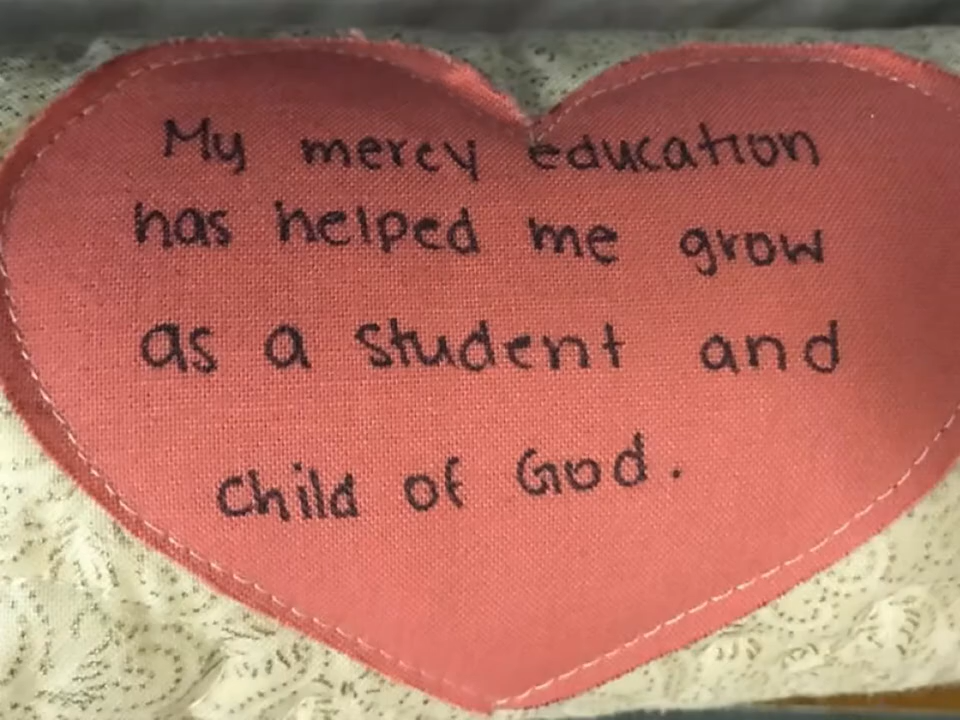 My mercy education
has helped me grow
as a student and
child of God.